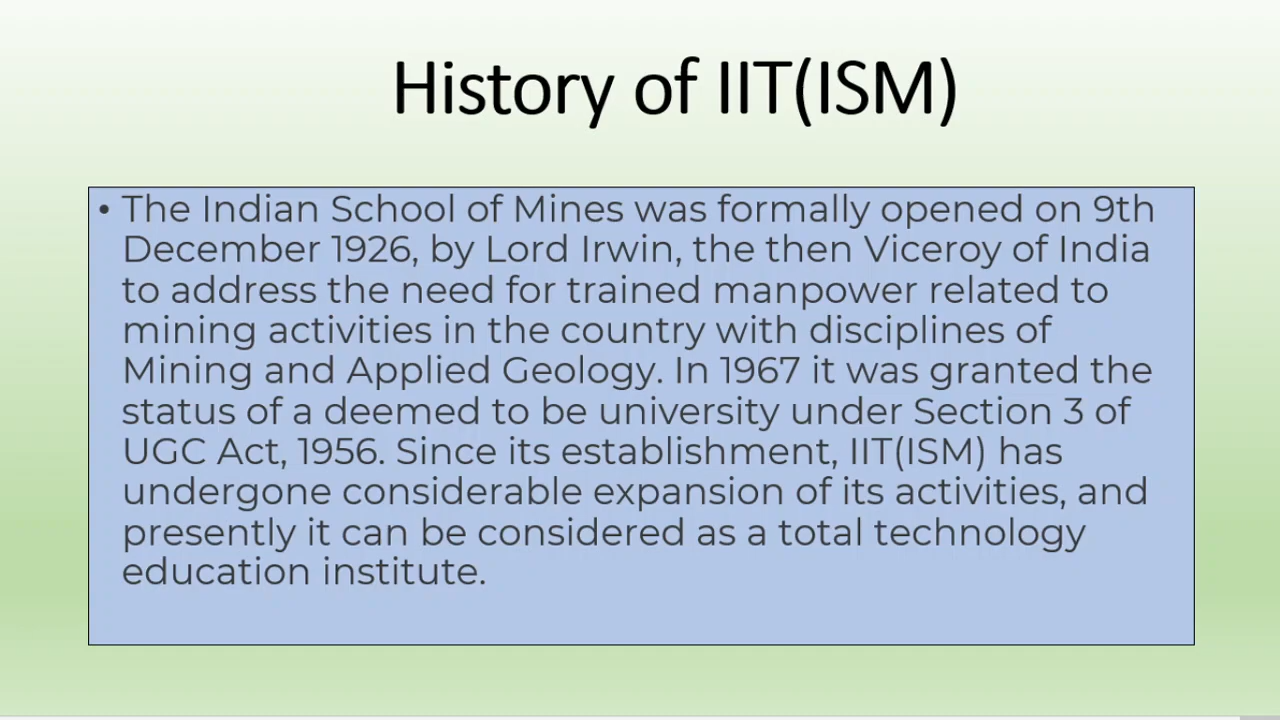 History of IIT(ISM)
• The Indian School of Mines was formally opened on 9th
December 1926, by Lord Irwin, the then Viceroy of India
to address the need for trained manpower related to
mining activities in the country with disciplines of
Mining and Applied Geology. In 1967 it was granted the
status of a deemed to be university under Section 3 of
UGC Act, 1956. Since its establishment, IIT(ISM) has
undergone considerable expansion of its activities, and
presently it can be considered as a total technology
education institute.